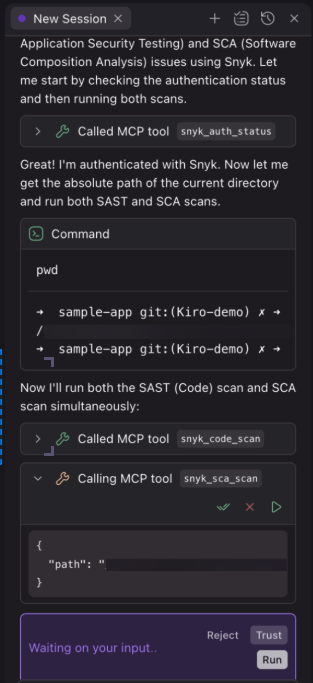 New Session
Application Security Testing) and SCA (Software
Composition Analysis) issues using Snyk. Let
me start by checking the authentication status
and then running both scans.
Called MCP tool snyk_auth_status
Great! I'm authenticated with Snyk. Now let me
get the absolute path of the current directory
and run both SAST and SCA scans.
Command
pwd
→ sample-app git:(Kiro-demo) ✗ →
/
→ sample-app git:(Kiro-demo) ✗ →
Now I'll run both the SAST (Code) scan and SCA
scan simultaneously:
Called MCP tool snyk_code_scan
Calling MCP tool snyk_sca_scan
{
"path": "
}
Waiting on your input..
Reject Trust
Run